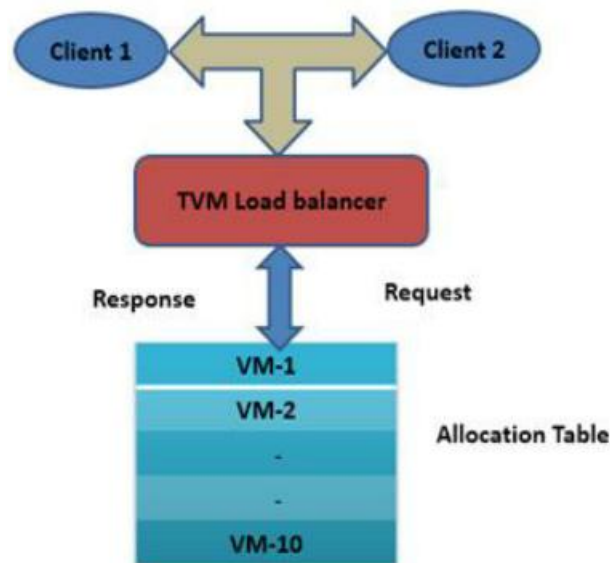 Client 1
Client 2
TVM Load balancer
Response
Request
VM-1
VM-2
-
-
VM-10
Allocation Table